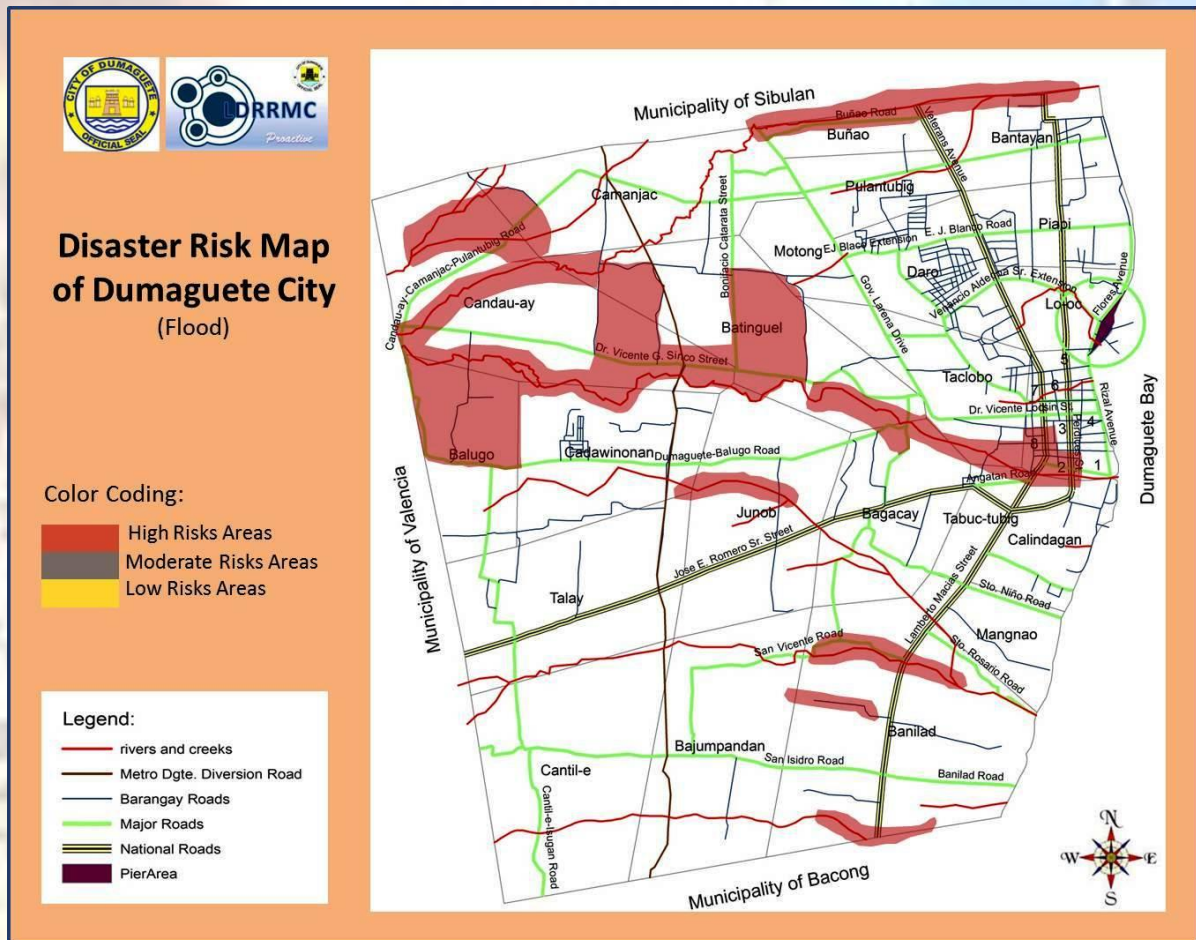 CITY OF DUMAGUETE
OFFICIAL SEAL
LDRRMC
Proactive
Disaster Risk Map
of Dumaguete City
(Flood)
Color Coding:
High Risks Areas
Moderate Risks Areas
Low Risks Areas
Legend:
rivers and creeks
Metro Dgte. Diversion Road
Barangay Roads
Major Roads
National Roads
PierArea
Municipality of Sibulan
Buñao Road
Buñao
Veterans Avenue
Bantayan
Camanjac
Pulantubig
Bonifacio Catarata Street
Piapi
Candau-ay-Camanjac-Pulantubig Road
Motong
EJ Blaco Extension
E. J. Blanco Road
Daro
Gov. Larena Drive
Flores Avenue
Candau-ay
Lo-oc
Batinguel
Dr. Vicente G. Sinco Street
5
Taclobo
7
6
Dr. Vicente Locsin St.
Rizal Avenue
Dumaguete Bay
3
4
8
Perdices St.
Balugo
Cadawinonan
Dumaguete-Balugo Road
2
1
Angatan Road
Junob
Bagacay
Tabuc-tubig
Calindagan
Municipality of Valencia
Jose E. Romero Sr. Street
Talay
Lamberto Macias Street
Sto. Niño Road
Mangnao
San Vicente Road
Sto. Rosario Road
Banilad
Bajumpandan
San Isidro Road
Cantil-e
Banilad Road
Cantil-e-Isugan Road
Municipality of Bacong
N
W
E
S